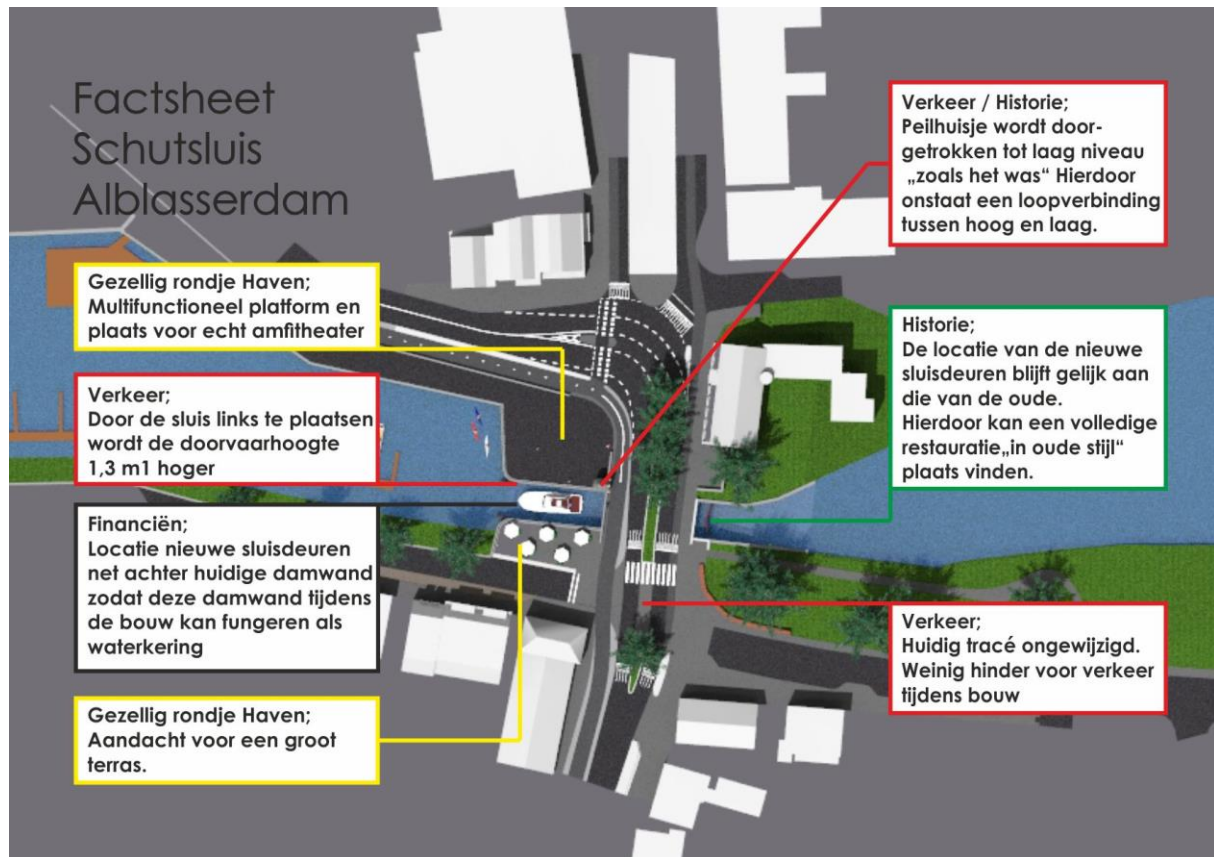 Factsheet
Schutsluis
Alblasserdam
Gezellig rondje Haven;
Multifunctioneel platform en
plaats voor echt amfitheater
Verkeer;
Door de sluis links te plaatsen
wordt de doorvaarhoogte
1,3 m1 hoger
Financiën;
Locatie nieuwe sluisdeuren
net achter huidige damwand
zodat deze damwand tijdens
de bouw kan fungeren als
waterkering
Gezellig rondje Haven;
Aandacht voor een groot
terras.
Verkeer / Historie;
Peilhuisje wordt door-
getrokken tot laag niveau
„zoals het was“ Hierdoor
onstaat een loopverbinding
tussen hoog en laag.
Historie;
De locatie van de nieuwe
sluisdeuren blijft gelijk aan
die van de oude.
Hierdoor kan een volledige
restauratie„in oude stijl“
plaats vinden.
Verkeer;
Huidig tracé ongewijzigd.
Weinig hinder voor verkeer
tijdens bouw